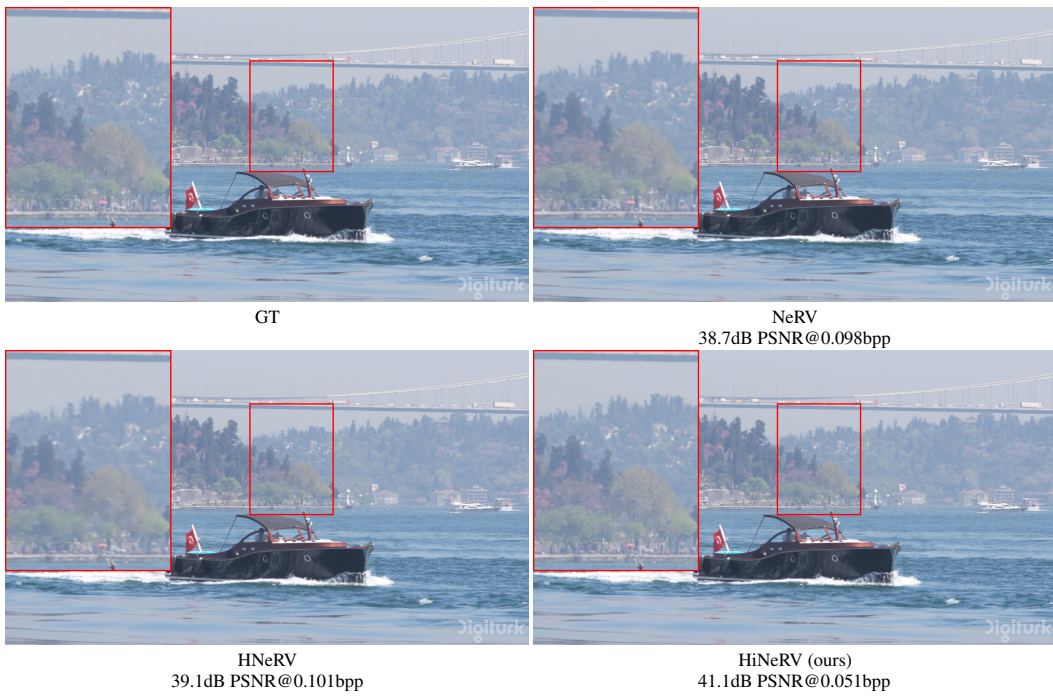 Digiturk
Digiturk
GT
NeRV
38.7dB PSNR@0.098bpp
Digiturk
Digiturk
HNeRV
39.1dB PSNR@0.101bpp
HiNeRV (ours)
41.1dB PSNR@0.051bpp